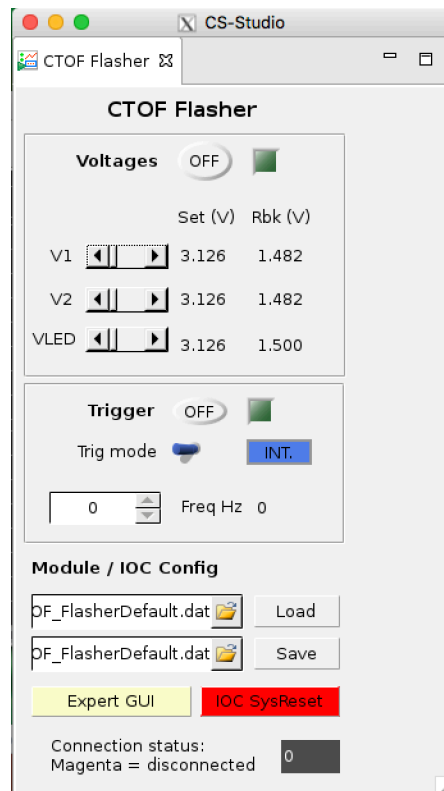 CS-Studio
CTOF Flasher
CTOF Flasher
Voltages OFF
Set (V) Rbk (V)
V1 3.126 1.482
V2 3.126 1.482
VLED 3.126 1.500
Trigger OFF
Trig mode INT.
0 Freq Hz 0
Module / IOC Config
OF_FlasherDefault.dat Load
OF_FlasherDefault.dat Save
Expert GUI IOC SysReset
Connection status:
Magenta = disconnected 0